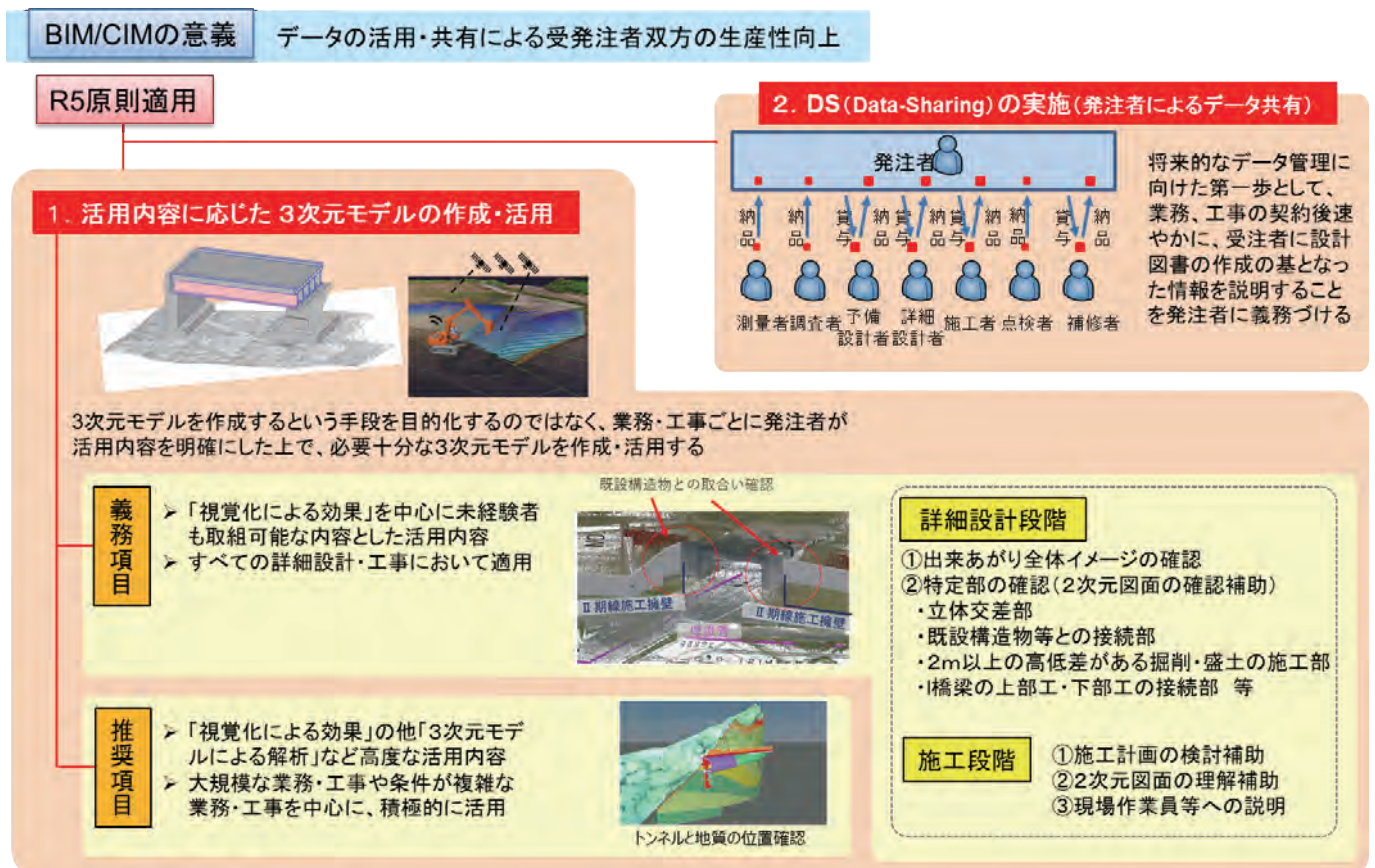 BIM/CIMの意義
データの活用・共有による受発注者双方の生産性向上
R5原則適用
2. DS(Data-Sharing)の実施(発注者によるデータ共有)
発注者
納品
納品
貸与
納品
貸与
納品
貸与
納品
納品
貸与
納品
測量者
調査者
予備
設計者
詳細
設計者
施工者
点検者
補修者
将来的なデータ管理に
向けた第一歩として、
業務、工事の契約後速
やかに、受注者に設計
図書の作成の基となっ
た情報を説明すること
を発注者に義務づける
1. 活用内容に応じた 3次元モデルの作成・活用
3次元モデルを作成するという手段を目的化するのではなく、業務・工事ごとに発注者が
活用内容を明確にした上で、必要十分な3次元モデルを作成・活用する
義務項目
➢ 「視覚化による効果」を中心に未経験者
も取組可能な内容とした活用内容
➢ すべての詳細設計・工事において適用
既設構造物との取合い確認
Ⅱ期線施工擁壁
Ⅱ期線施工擁壁
推奨項目
➢ 「視覚化による効果」の他「3次元モデ
ルによる解析」など高度な活用内容
➢ 大規模な業務・工事や条件が複雑な
業務・工事を中心に、積極的に活用
トンネルと地質の位置確認
詳細設計段階
①出来あがり全体イメージの確認
②特定部の確認(2次元図面の確認補助)
・立体交差部
・既設構造物等との接続部
・2m以上の高低差がある掘削・盛土の施工部
・l橋梁の上部工・下部工の接続部 等
施工段階
①施工計画の検討補助
②2次元図面の理解補助
③現場作業員等への説明